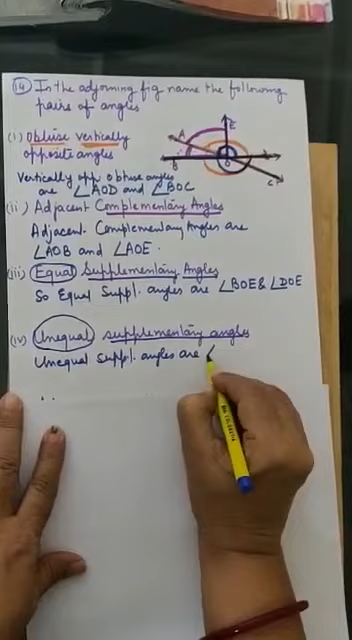 (14) In the adjoining fig name the following
pairs of angles
(i) Obtuse vertically
opposite angles
Vertically opp obtuse angles
are ∠AOD and ∠BOC
(ii) Adjacent Complementary Angles
Adjacent Complementary Angles are
∠AOB and ∠AOE.
(iii) Equal Supplementary Angles
So Equal Suppl. angles are ∠BOE & ∠DOE
(iv) Unequal supplementary angles
Unequal Suppl. angles are ∠
E
A
B
O
C